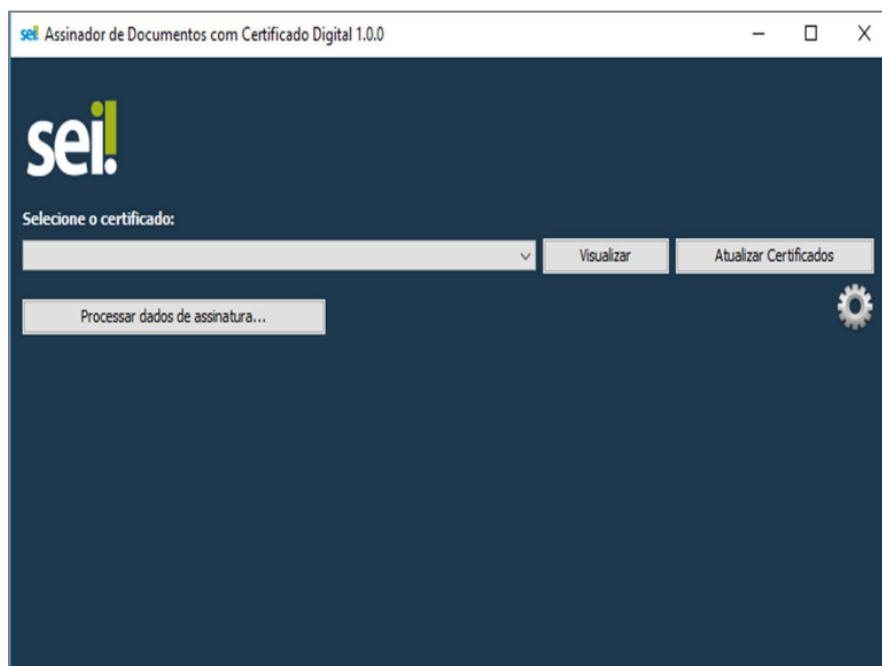 sei! Assinador de Documentos com Certificado Digital 1.0.0
sei!
Selecione o certificado:
Visualizar
Atualizar Certificados
Processar dados de assinatura...